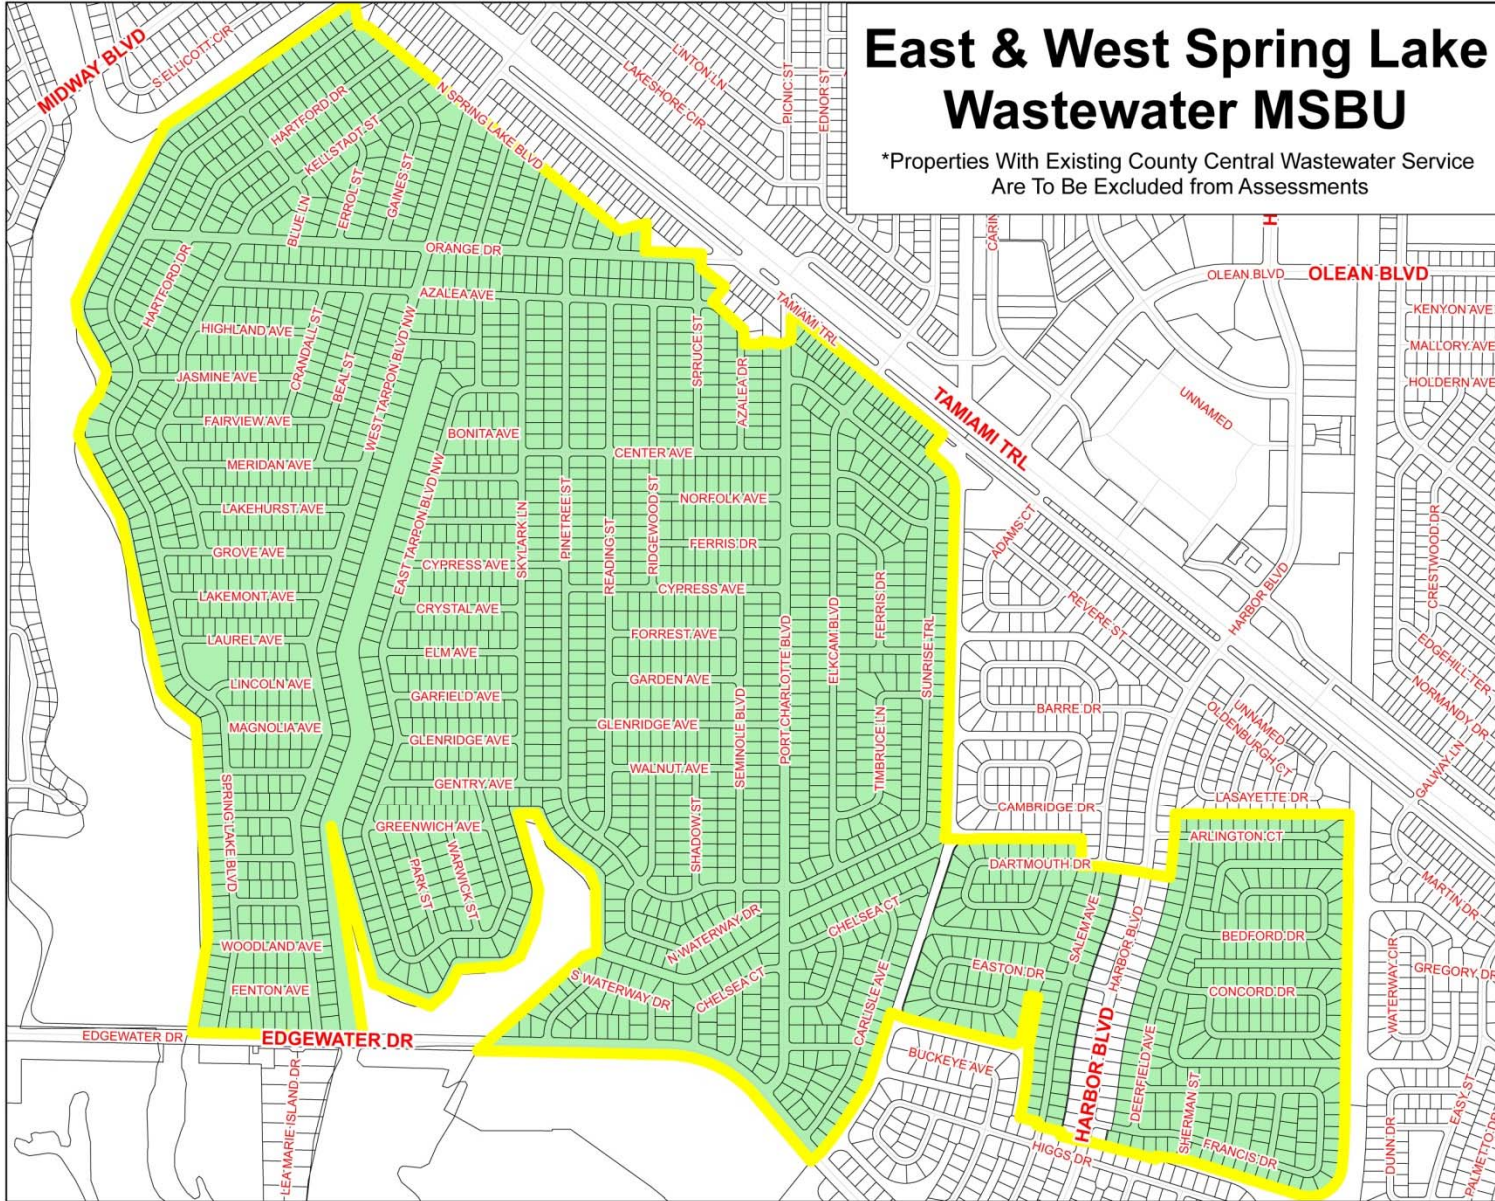 East & West Spring Lake
Wastewater MSBU
*Properties With Existing County Central Wastewater Service
Are To Be Excluded from Assessments
MIDWAY BLVD
S ELLICOTT CIR
LINTON LN
LAKESHORE CIR
PICNIC ST
EDNOR ST
HARTFORD DR
KELLSTADT ST
N SPRING LAKE BLVD
GAINES ST
ERROL ST
BLUE LN
ORANGE DR
HARTFORD DR
AZALEA AVE
TAMIAMI TRL
OLEAN BLVD
OLEAN BLVD
KENYON AVE
MALLORY AVE
HOLDERN AVE
HIGHLAND AVE
CRANDALL ST
BEAL ST
WEST TARPON BLVD NW
SPRUCE ST
AZALEA DR
JASMINE AVE
FAIRVIEW AVE
TAMIAMI TRL
UNNAMED
BONITA AVE
CENTER AVE
MERIDAN AVE
EAST TARPON BLVD NW
SKYLARK LN
PINETREE ST
READING ST
RIDGEWOOD ST
NORFOLK AVE
LAKEHURST AVE
FERRIS DR
GROVE AVE
CYPRESS AVE
CYPRESS AVE
ADAMS CT
REVERE ST
HARBOR BLVD
CRESTWOOD DR
LAKEMONT AVE
CRYSTAL AVE
FORREST AVE
PORT CHARLOTTE BLVD
ELKCAM BLVD
FERRIS DR
SUNRISE TRL
LAUREL AVE
ELM AVE
EDGEHILL TER
NORMANDY DR
LINCOLN AVE
GARFIELD AVE
GARDEN AVE
BARRE DR
UNNAMED
OLDENBURGH CT
MAGNOLIA AVE
GLENRIDGE AVE
GLENRIDGE AVE
SEMINOLE BLVD
TIMBRUCE LN
GALWAY LN
WALNUT AVE
GENTRY AVE
SPRING LAKE BLVD
CAMBRIDGE DR
LASAYETTE DR
GREENWICH AVE
PARK ST
WARWICK ST
SHADOW ST
ARLINGTON CT
DARTMOUTH DR
MARTIN DR
N WATERWAY DR
CHELSEA CT
SALEM AVE
HARBOR BLVD
BEDFORD DR
WOODLAND AVE
S WATERWAY DR
CHELSEA CT
EASTON DR
WATERWAY CIR
GREGORY DR
FENTON AVE
CARLISLE AVE
CONCORD DR
EDGEWATER DR
EDGEWATER DR
BUCKEYE AVE
HARBOR BLVD
DEERFIELD AVE
SHERMAN ST
LEA MARIE ISLAND DR
HIGGS DR
FRANCIS DR
DUNN DR
EASY ST
PALMETTO DR